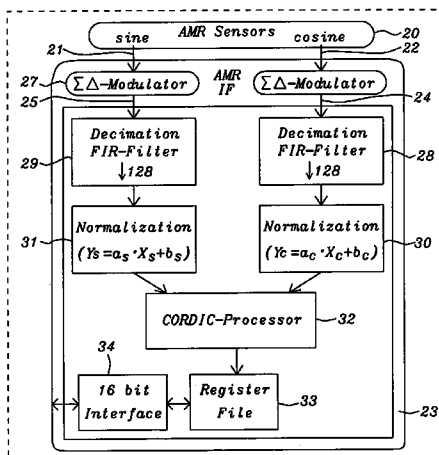 AMR Sensors
20
21
sine
cosine
22
27
ΣΔ-Modulator
AMR
IF
ΣΔ-Modulator
25
24
Decimation
FIR-Filter
↓128
Decimation
FIR-Filter
↓128
29
28
Normalization
(Ys=as·Xs+bs)
Normalization
(Yc=ac·Xc+bc)
31
30
CORDIC-Processor
32
34
16 bit
Interface
Register
File
33
23